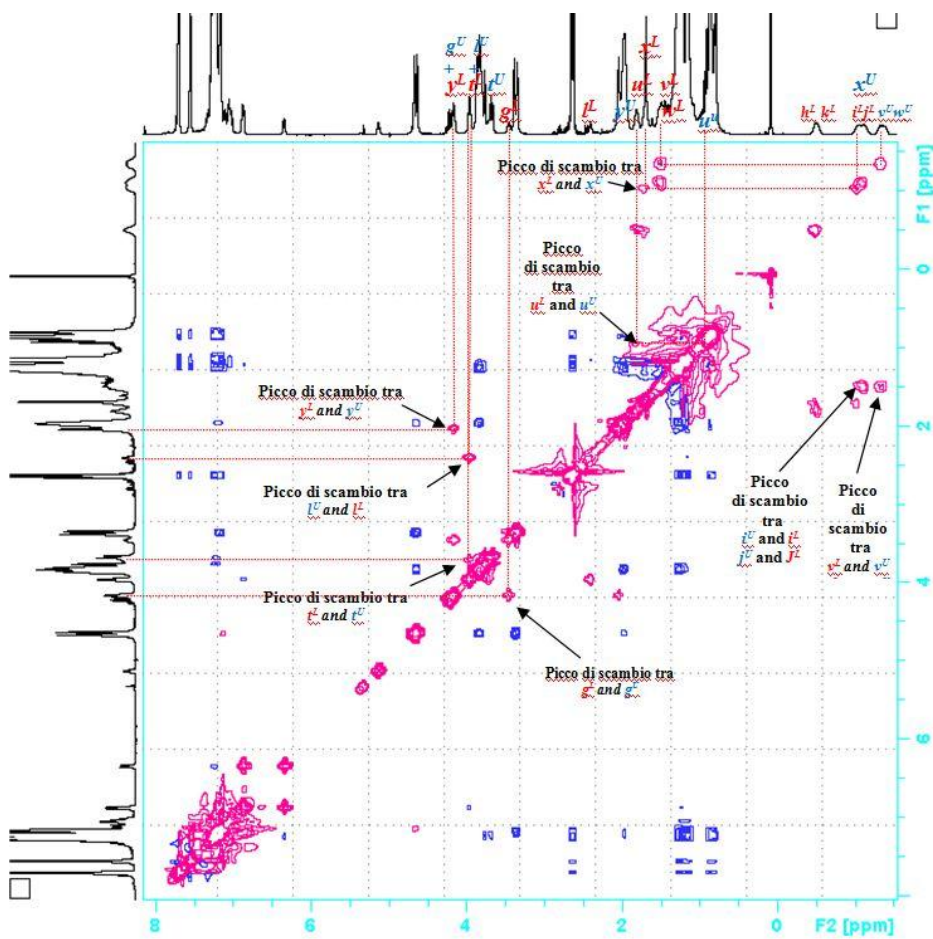 g^U l^U x^L
+ +
y^L t^L t^U u^L v^L x^U
g^L l^L y^U h^L u^u h^L k^L i^L j^L v^U w^U
Picco di scambio tra
x^L and x^U
F1 [ppm]
0
Picco
di scambio
tra
u^L and u^U
Picco di scambio tra
y^L and y^U
2
Picco di scambio tra
l^U and l^L
Picco
di scambio
tra
i^U and i^L
j^U and J^L
Picco
di
scambio
tra
v^L and v^U
4
Picco di scambio tra
t^L and t^U
Picco di scambio tra
g^L and g^U
6
8 6 4 2 0 F2 [ppm]